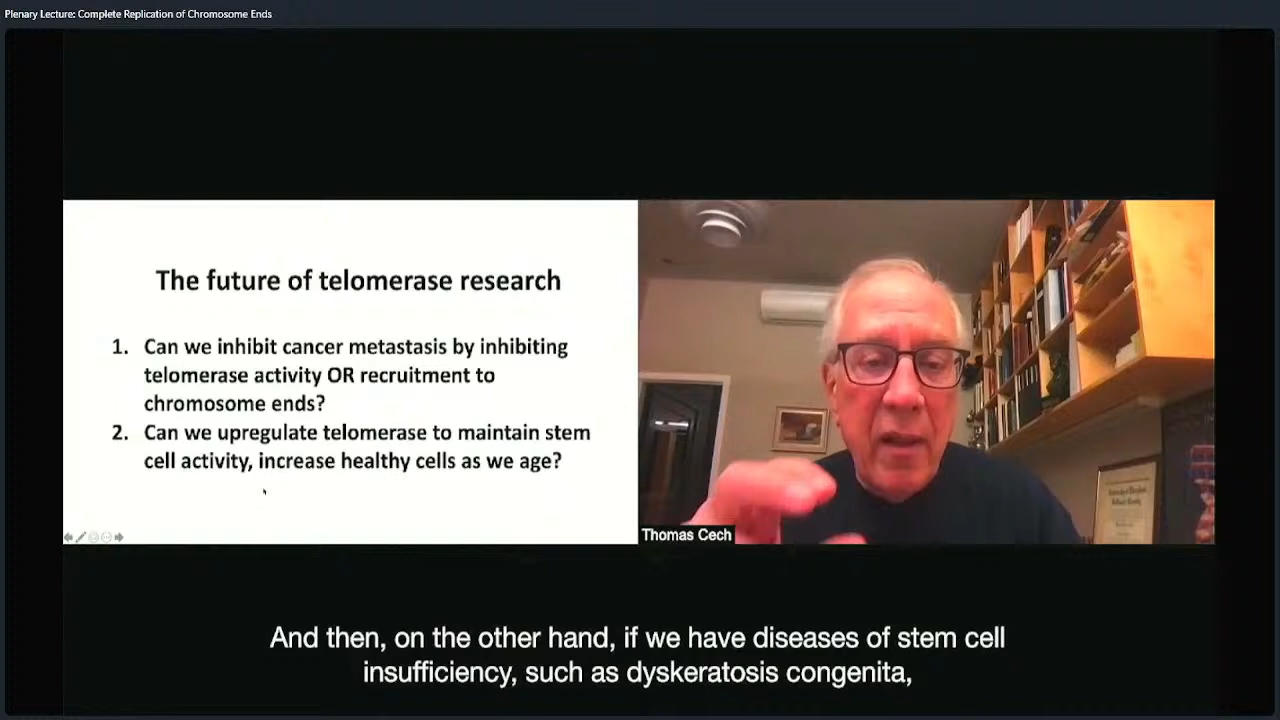 Plenary Lecture: Complete Replication of Chromosome Ends
The future of telomerase research
1. Can we inhibit cancer metastasis by inhibiting
telomerase activity OR recruitment to
chromosome ends?
2. Can we upregulate telomerase to maintain stem
cell activity, increase healthy cells as we age?
Thomas Cech
And then, on the other hand, if we have diseases of stem cell
insufficiency, such as dyskeratosis congenita,